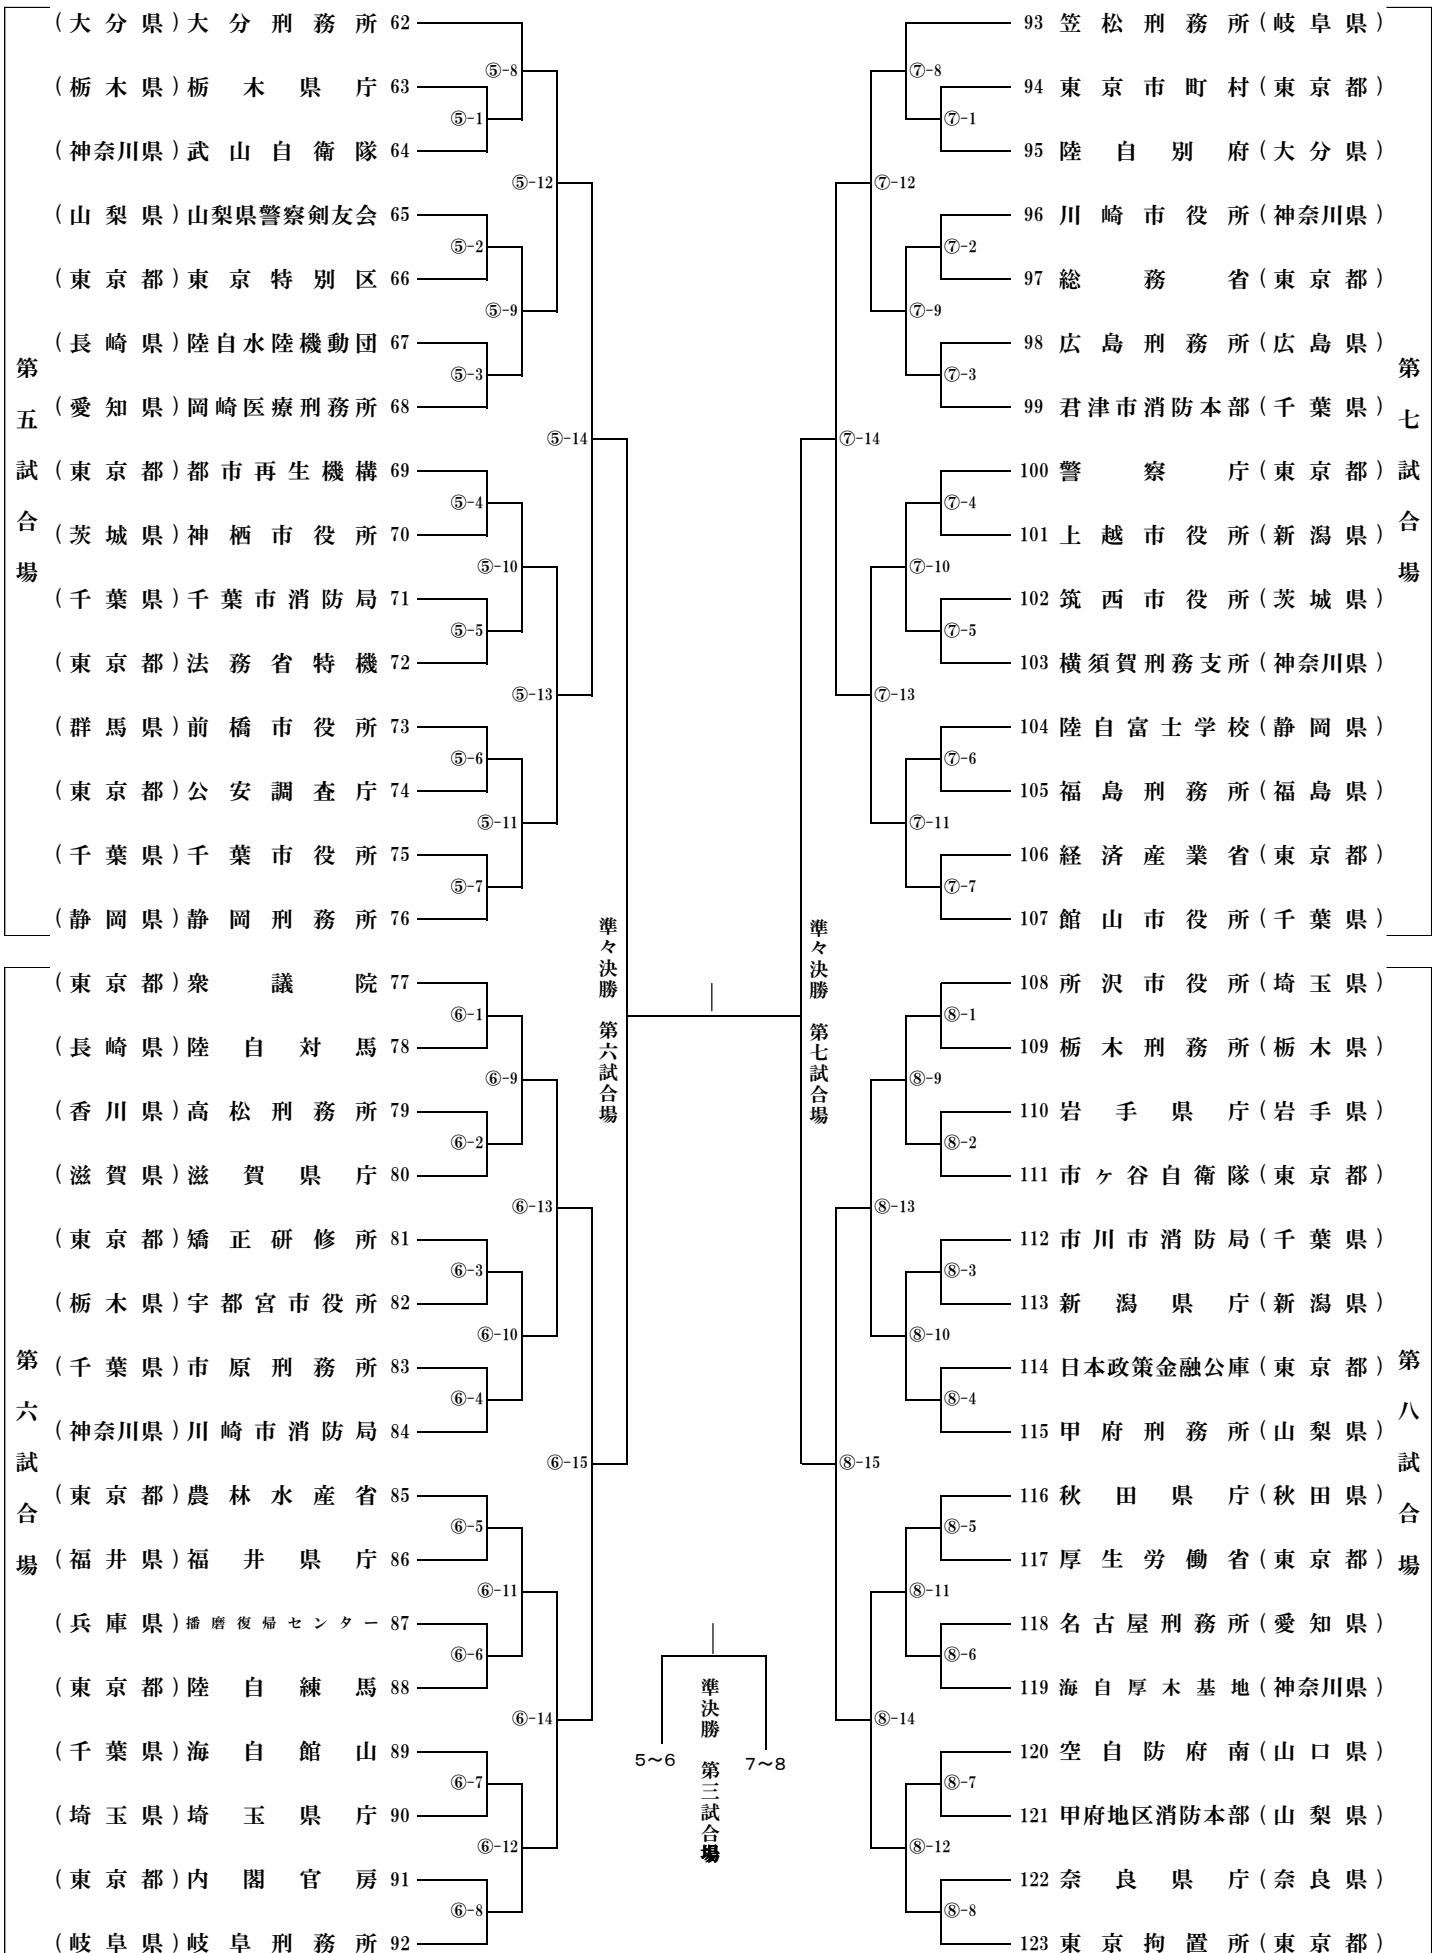 第五試合場
(大分県)大分刑務所 62
(栃木県)栃木県庁 63
(神奈川県)武山自衛隊 64
(山梨県)山梨県警察剣友会 65
(東京都)東京特別区 66
(長崎県)陸自水陸機動団 67
(愛知県)岡崎医療刑務所 68
(東京都)都市再生機構 69
(茨城県)神栖市役所 70
(千葉県)千葉市消防局 71
(東京都)法務省特機 72
(群馬県)前橋市役所 73
(東京都)公安調査庁 74
(千葉県)千葉市役所 75
(静岡県)静岡刑務所 76
⑤-8
⑤-1
⑤-12
⑤-2
⑤-9
⑤-3
⑤-14
⑤-4
⑤-10
⑤-5
⑤-13
⑤-6
⑤-11
⑤-7
第六試合場
(東京都)衆議院 77
(長崎県)陸自対馬 78
(香川県)高松刑務所 79
(滋賀県)滋賀県庁 80
(東京都)矯正研修所 81
(栃木県)宇都宮市役所 82
(千葉県)市原刑務所 83
(神奈川県)川崎市消防局 84
(東京都)農林水産省 85
(福井県)福井県庁 86
(兵庫県)播磨復帰センター 87
(東京都)陸自練馬 88
(千葉県)海自館山 89
(埼玉県)埼玉県庁 90
(東京都)内閣官房 91
(岐阜県)岐阜刑務所 92
⑥-1
⑥-9
⑥-2
⑥-13
⑥-3
⑥-10
⑥-4
⑥-15
⑥-5
⑥-11
⑥-6
⑥-14
⑥-7
⑥-12
⑥-8
準々決勝 第六試合場
準々決勝 第七試合場
準決勝 第三試合場
5～6
7～8
93 笠松刑務所(岐阜県)
94 東京市町村(東京都)
95 陸自別府(大分県)
96 川崎市役所(神奈川県)
97 総務省(東京都)
98 広島刑務所(広島県)
99 君津市消防本部(千葉県)
100 警察庁(東京都)
101 上越市役所(新潟県)
102 筑西市役所(茨城県)
103 横須賀刑務支所(神奈川県)
104 陸自富士学校(静岡県)
105 福島刑務所(福島県)
106 経済産業省(東京都)
107 館山市役所(千葉県)
第七試合場
⑦-8
⑦-1
⑦-12
⑦-2
⑦-9
⑦-3
⑦-14
⑦-4
⑦-10
⑦-5
⑦-13
⑦-6
⑦-11
⑦-7
108 所沢市役所(埼玉県)
109 栃木刑務所(栃木県)
110 岩手県庁(岩手県)
111 市ヶ谷自衛隊(東京都)
112 市川市消防局(千葉県)
113 新潟県庁(新潟県)
114 日本政策金融公庫(東京都)
115 甲府刑務所(山梨県)
116 秋田県庁(秋田県)
117 厚生労働省(東京都)
118 名古屋刑務所(愛知県)
119 海自厚木基地(神奈川県)
120 空自防府南(山口県)
121 甲府地区消防本部(山梨県)
122 奈良県庁(奈良県)
123 東京拘置所(東京都)
第八試合場
⑧-1
⑧-9
⑧-2
⑧-13
⑧-3
⑧-10
⑧-4
⑧-15
⑧-5
⑧-11
⑧-6
⑧-14
⑧-7
⑧-12
⑧-8